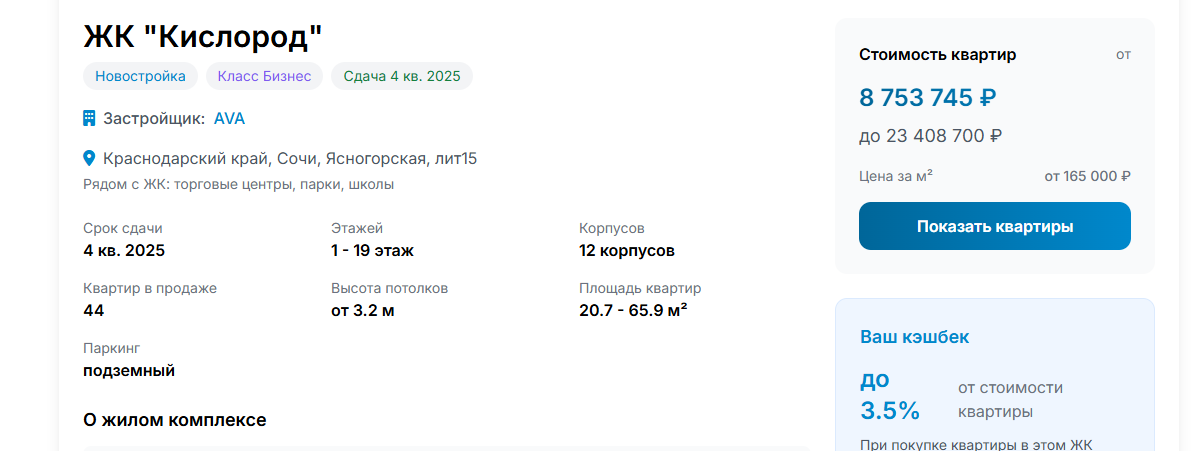 ЖК "Кислород"
Новостройка Класс Бизнес Сдача 4 кв. 2025
Застройщик: AVA
Краснодарский край, Сочи, Ясногорская, лит15
Рядом с ЖК: торговые центры, парки, школы
Срок сдачи Этажей Корпусов
4 кв. 2025 1 - 19 этаж 12 корпусов
Квартир в продаже Высота потолков Площадь квартир
44 от 3.2 м 20.7 - 65.9 м²
Паркинг
подземный
О жилом комплексе
Стоимость квартир от
8 753 745 ₽
до 23 408 700 ₽
Цена за м² от 165 000 ₽
Показать квартиры
Ваш кэшбек
до
3.5%
от стоимости
квартиры
При покупке квартиры в этом ЖК